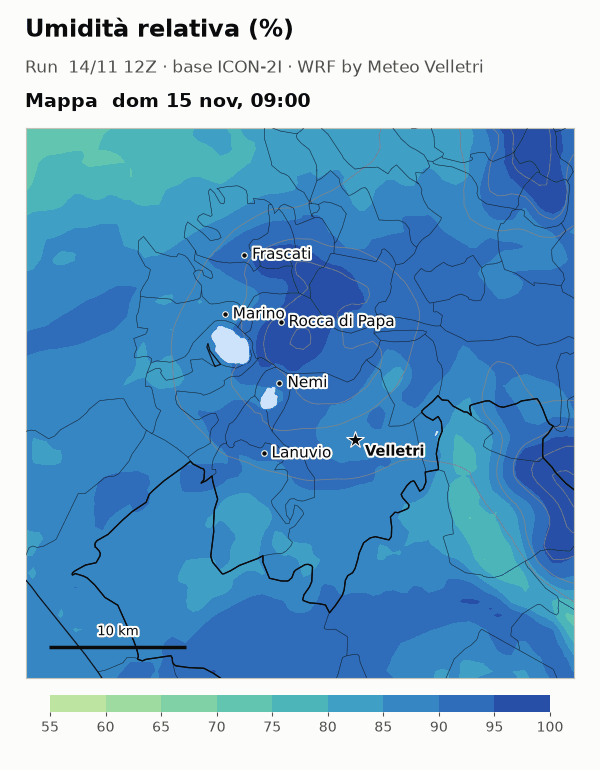 Umidità relativa (%)
Run  14/11 12Z · base ICON-2I · WRF by Meteo Velletri
Mappa  dom 15 nov, 09:00
Frascati
Marino
Rocca di Papa
Nemi
Velletri
Lanuvio
10 km
55 60 65 70 75 80 85 90 95 100